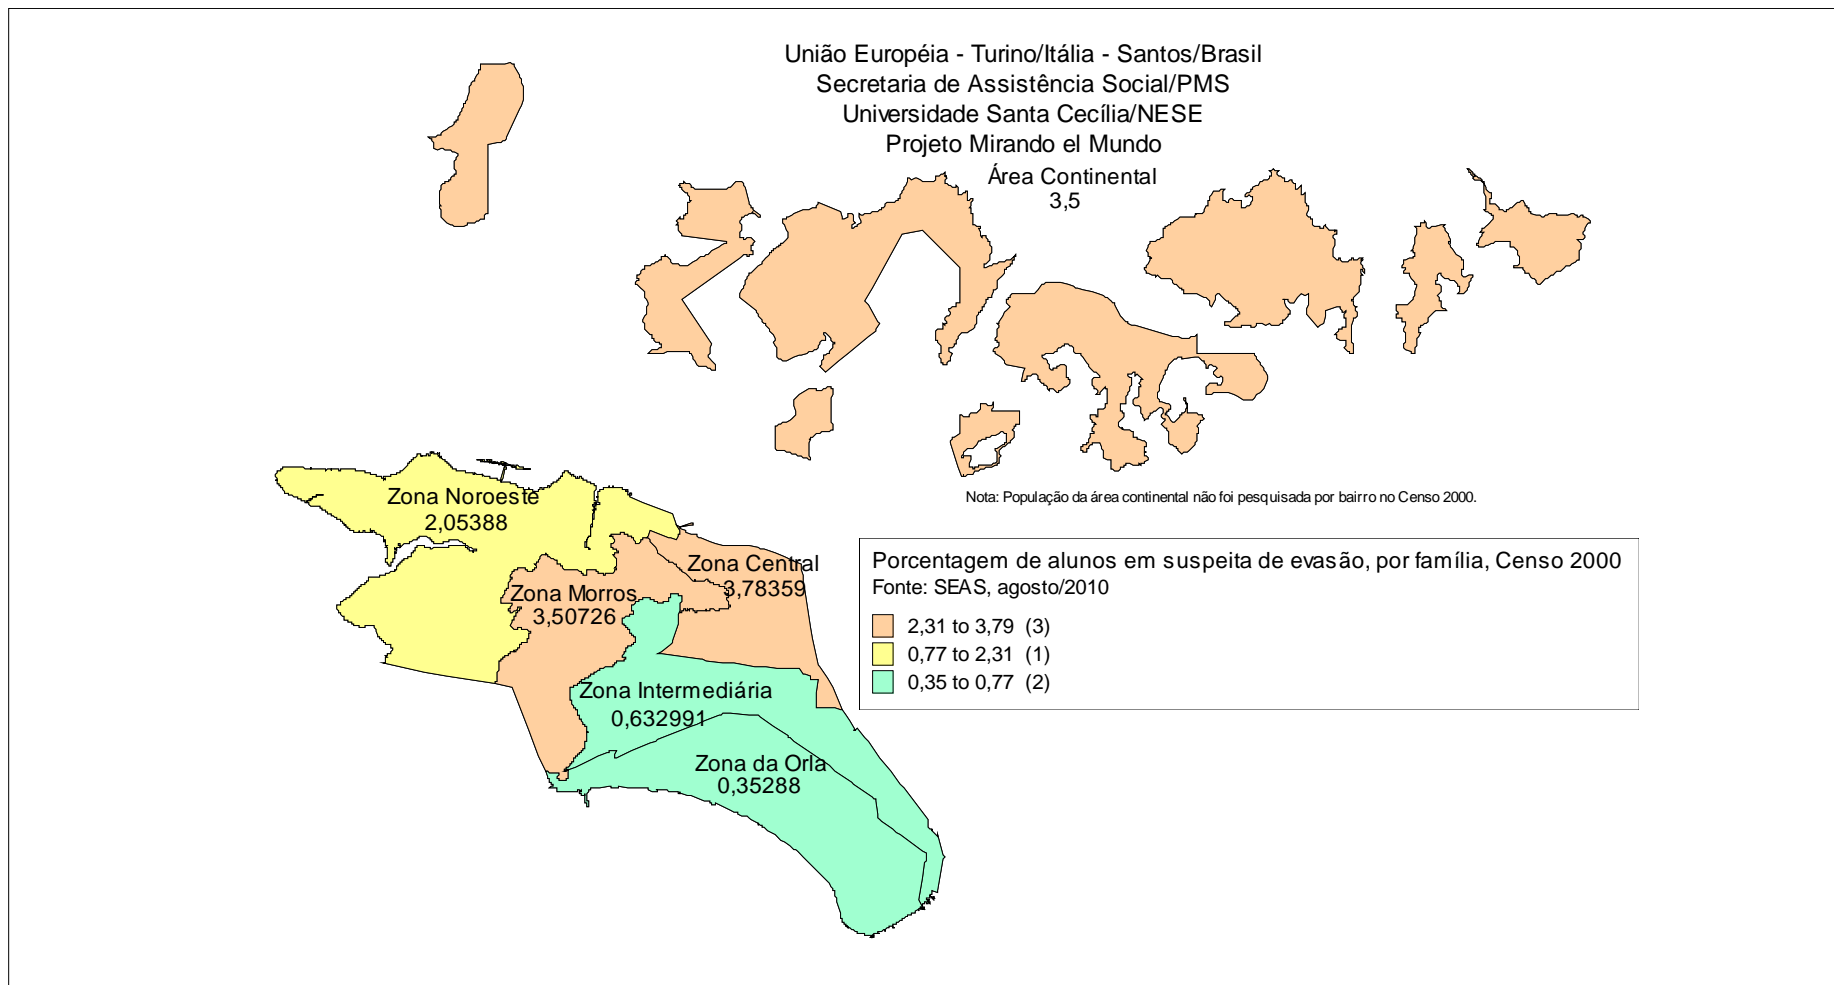 União Européia - Turino/Itália - Santos/Brasil
Secretaria de Assistência Social/PMS
Universidade Santa Cecília/NESE
Projeto Mirando el Mundo
Área Continental
3,5
Zona Noroeste
2,05388
Nota: População da área continental não foi pesquisada por bairro no Censo 2000.
Zona Central
3,78359
Zona Morros
3,50726
Porcentagem de alunos em suspeita de evasão, por família, Censo 2000
Fonte: SEAS, agosto/2010
2,31 to 3,79 (3)
0,77 to 2,31 (1)
0,35 to 0,77 (2)
Zona Intermediária
0,632991
Zona da Orla
0,35288